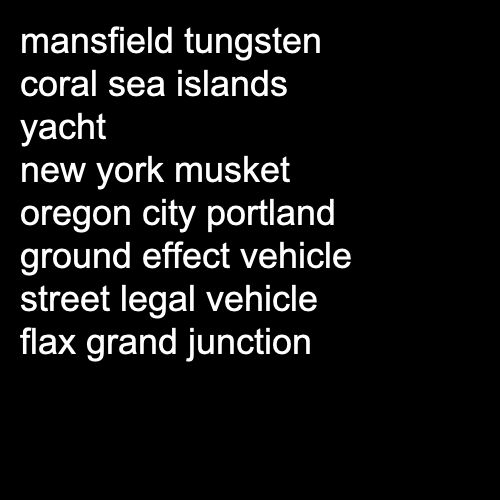 mansfield tungsten
coral sea islands
yacht
new york musket
oregon city portland
ground effect vehicle
street legal vehicle
flax grand junction